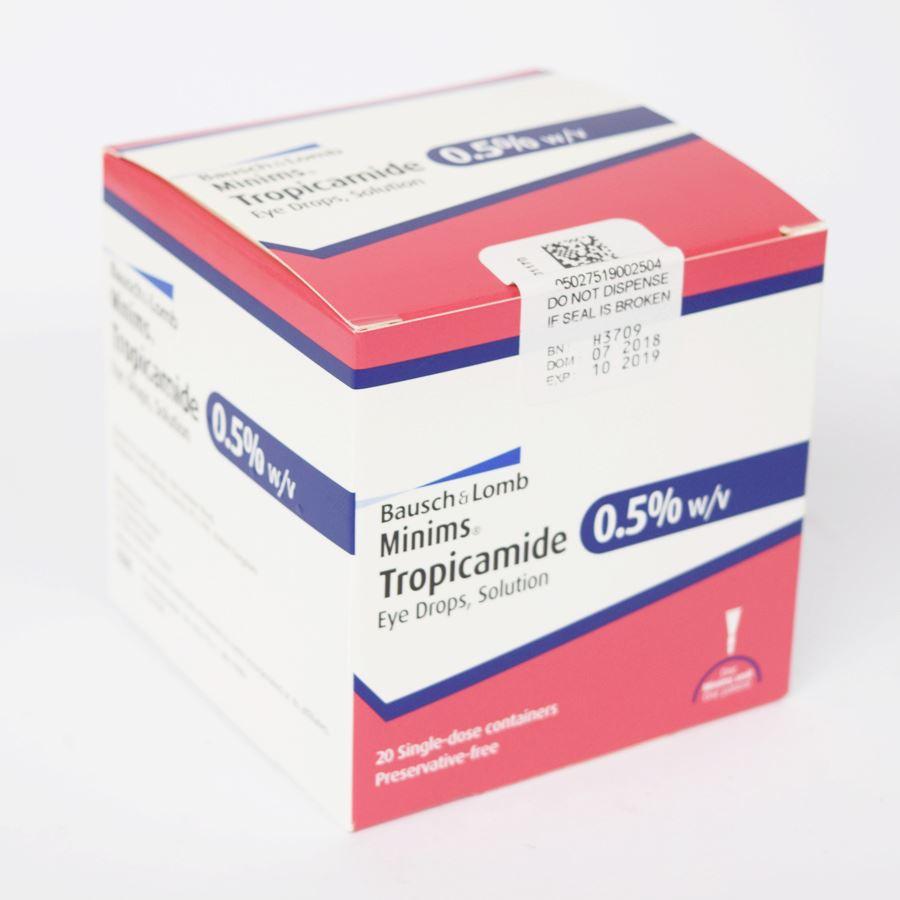 Bausch & Lomb
Minims
Tropicamide
Eye Drops, Solution
0.5% w/v
05027519002504
DO NOT DISPENSE
IF SEAL IS BROKEN
BN: H3709
DOM: 07 2018
EXP: 10 2019
Bausch & Lomb
Minims
Tropicamide
Eye Drops, Solution
0.5% w/v
Bausch & Lomb
Minims®
Tropicamide
Eye Drops, Solution
0.5% w/v
20 Single-dose containers
Preservative-free